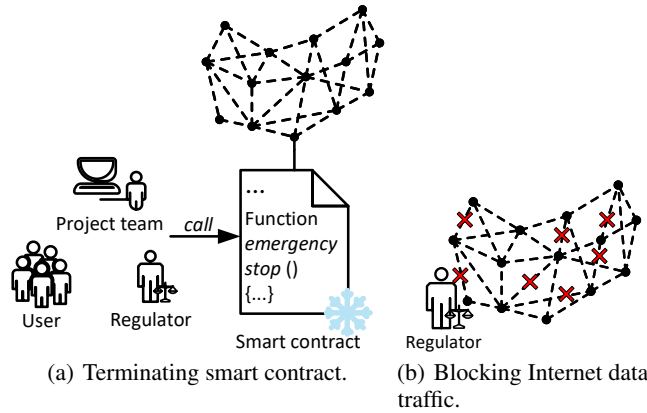 Project team
User
Regulator
call
...
Function
emergency
stop ()
{...}
Smart contract
(a) Terminating smart contract.
Regulator
(b) Blocking Internet data
traffic.